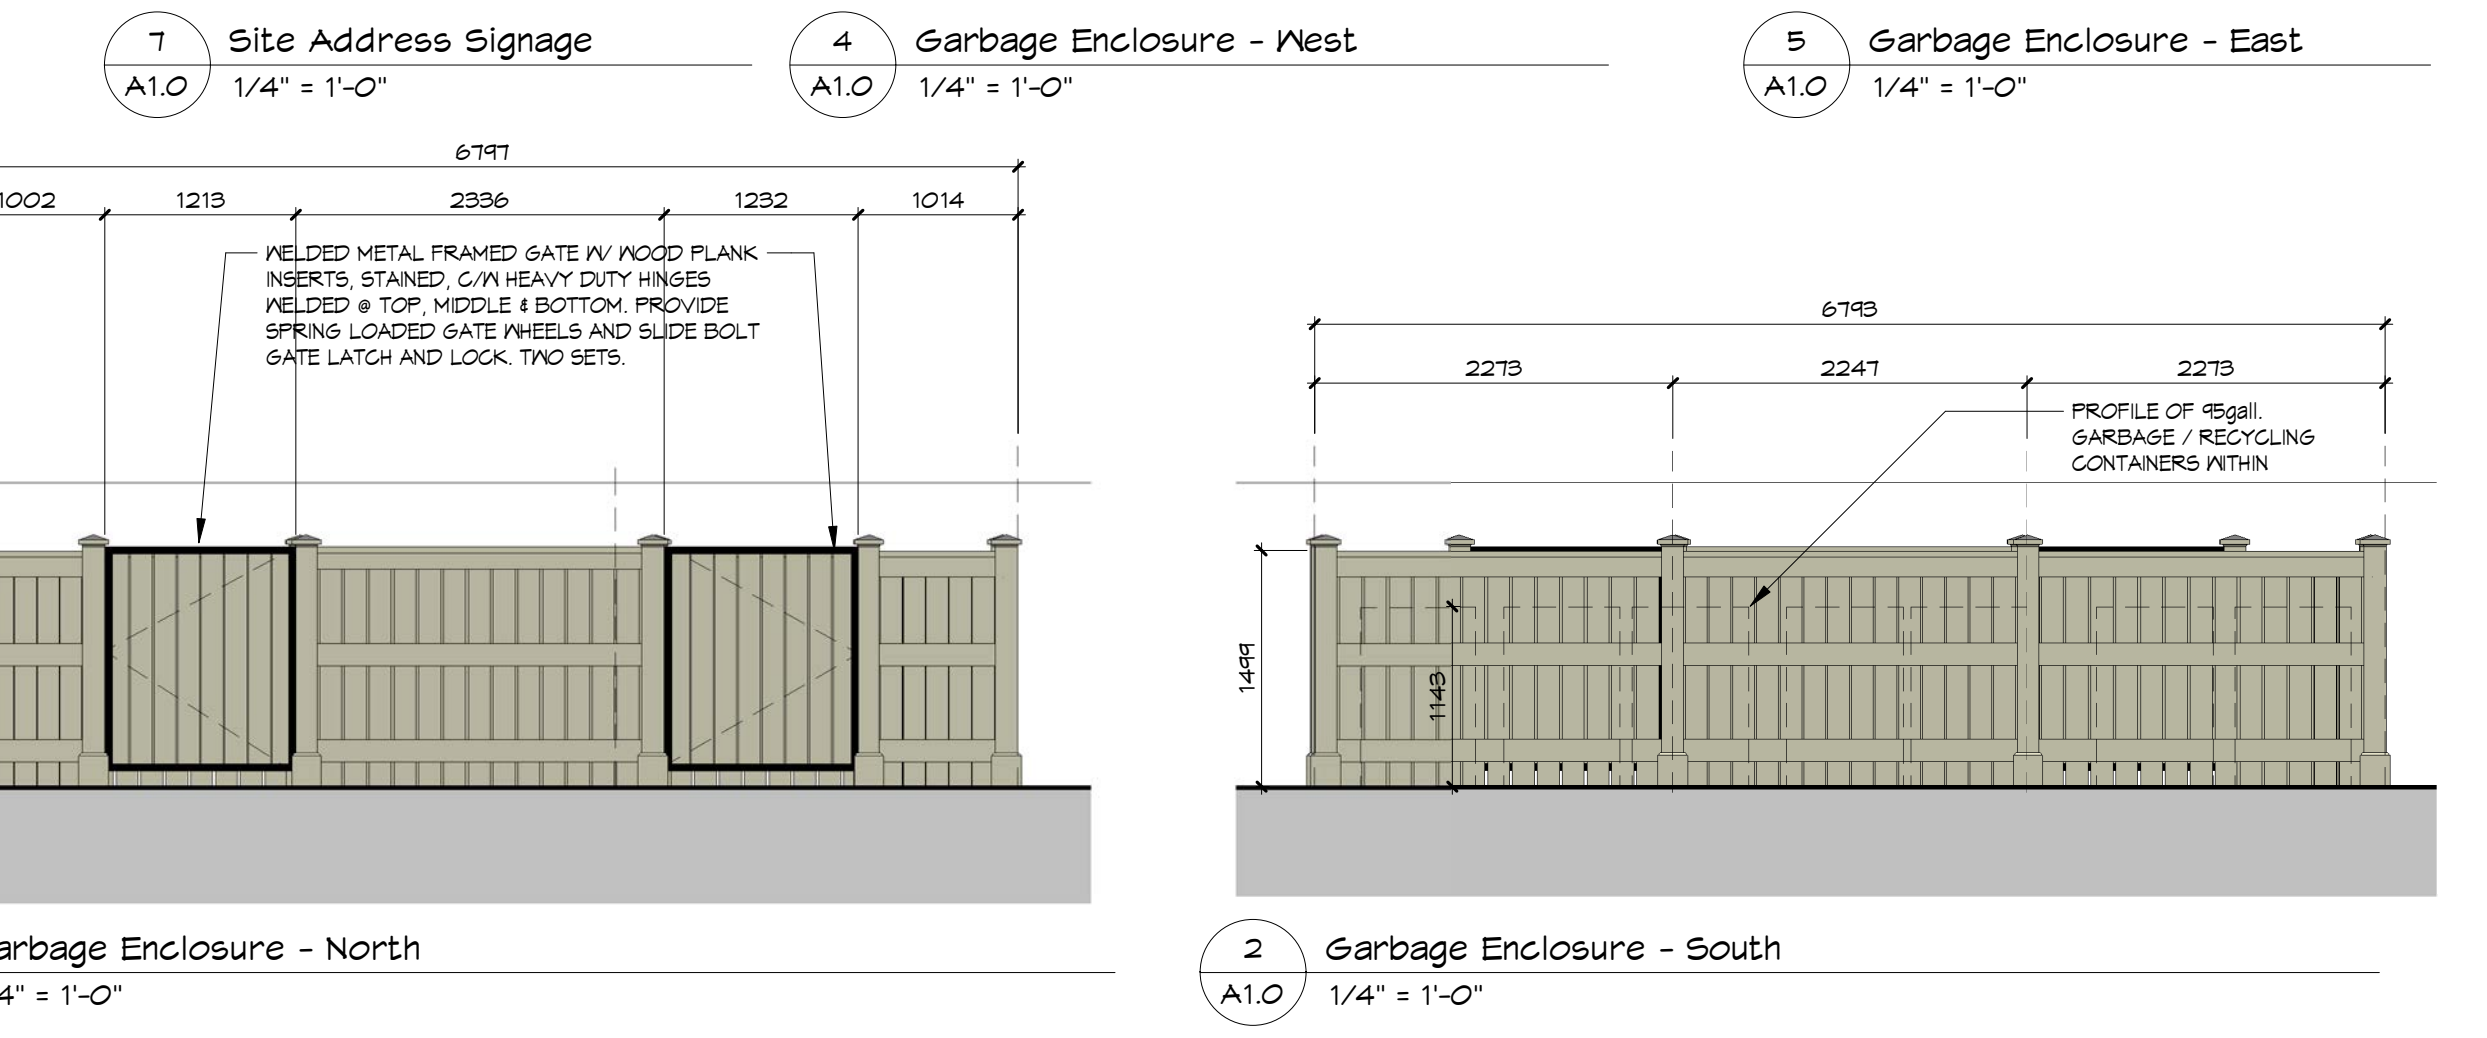 7
Site Address Signage
A1.0
1/4" = 1'-0"
4
Garbage Enclosure - West
A1.0
1/4" = 1'-0"
5
Garbage Enclosure - East
A1.0
1/4" = 1'-0"
6797
1002
1213
2336
1232
1014
WELDED METAL FRAMED GATE W/ WOOD PLANK
INSERTS, STAINED, C/W HEAVY DUTY HINGES
WELDED @ TOP, MIDDLE & BOTTOM. PROVIDE
SPRING LOADED GATE WHEELS AND SLIDE BOLT
GATE LATCH AND LOCK. TWO SETS.
6793
2273
2247
2273
PROFILE OF 95gall.
GARBAGE / RECYCLING
CONTAINERS WITHIN
1499
1143
arbage Enclosure - North
4" = 1'-0"
2
Garbage Enclosure - South
A1.0
1/4" = 1'-0"